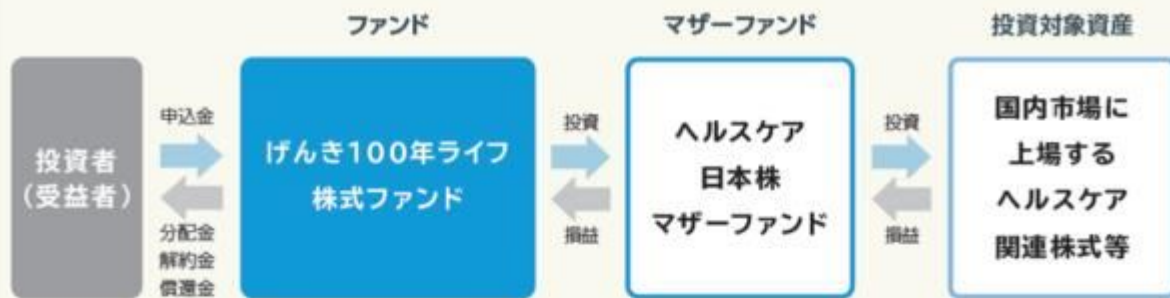 ファンド
マザーファンド
投資対象資産
投資者
(受益者)
申込金
分配金
解約金
償還金
げんき100年ライフ
株式ファンド
投資
損益
ヘルスケア
日本株
マザーファンド
投資
損益
国内市場に
上場する
ヘルスケア
関連株式等